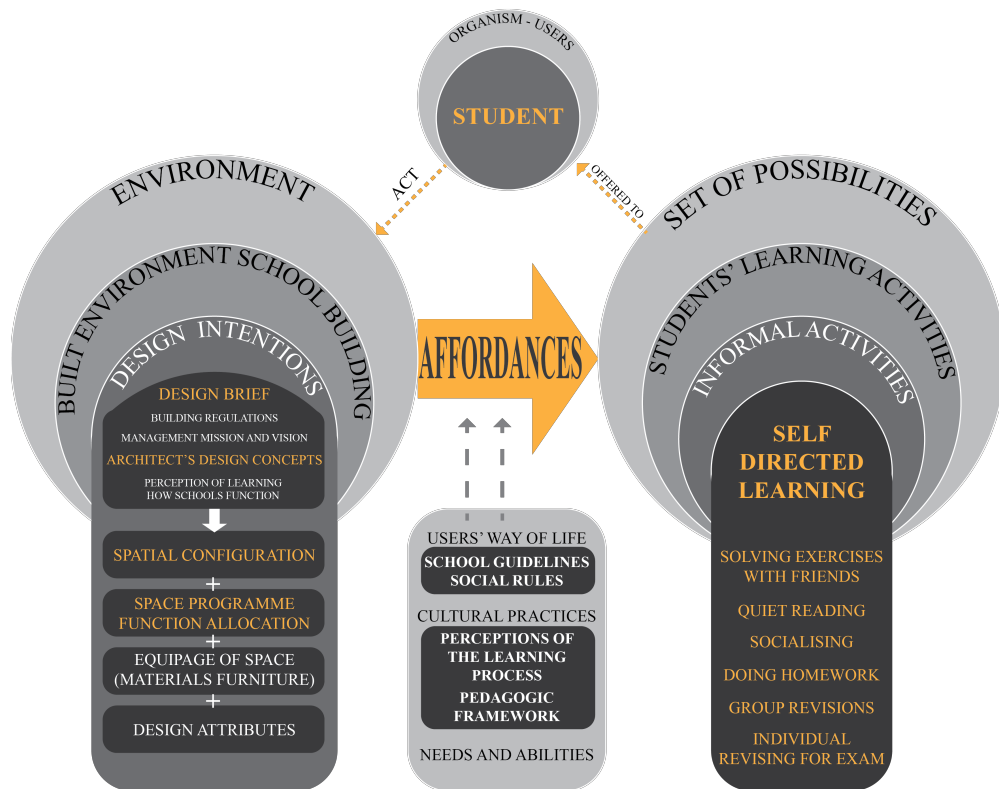 ORGANISM - USERS
STUDENT
ACT
OFFERED TO
ENVIRONMENT
BUILT ENVIRONMENT SCHOOL BUILDING
DESIGN INTENTIONS
DESIGN BRIEF
BUILDING REGULATIONS
MANAGEMENT MISSION AND VISION
ARCHITECT'S DESIGN CONCEPTS
PERCEPTION OF LEARNING
HOW SCHOOLS FUNCTION
SPATIAL CONFIGURATION
+
SPACE PROGRAMME
FUNCTION ALLOCATION
+
EQUIPAGE OF SPACE
(MATERIALS FURNITURE)
+
DESIGN ATTRIBUTES
AFFORDANCES
USERS' WAY OF LIFE
SCHOOL GUIDELINES
SOCIAL RULES
CULTURAL PRACTICES
PERCEPTIONS OF
THE LEARNING
PROCESS
PEDAGOGIC
FRAMEWORK
NEEDS AND ABILITIES
SET OF POSSIBILITIES
STUDENTS' LEARNING ACTIVITIES
INFORMAL ACTIVITIES
SELF
DIRECTED
LEARNING
SOLVING EXERCISES
WITH FRIENDS
QUIET READING
SOCIALISING
DOING HOMEWORK
GROUP REVISIONS
INDIVIDUAL
REVISING FOR EXAM